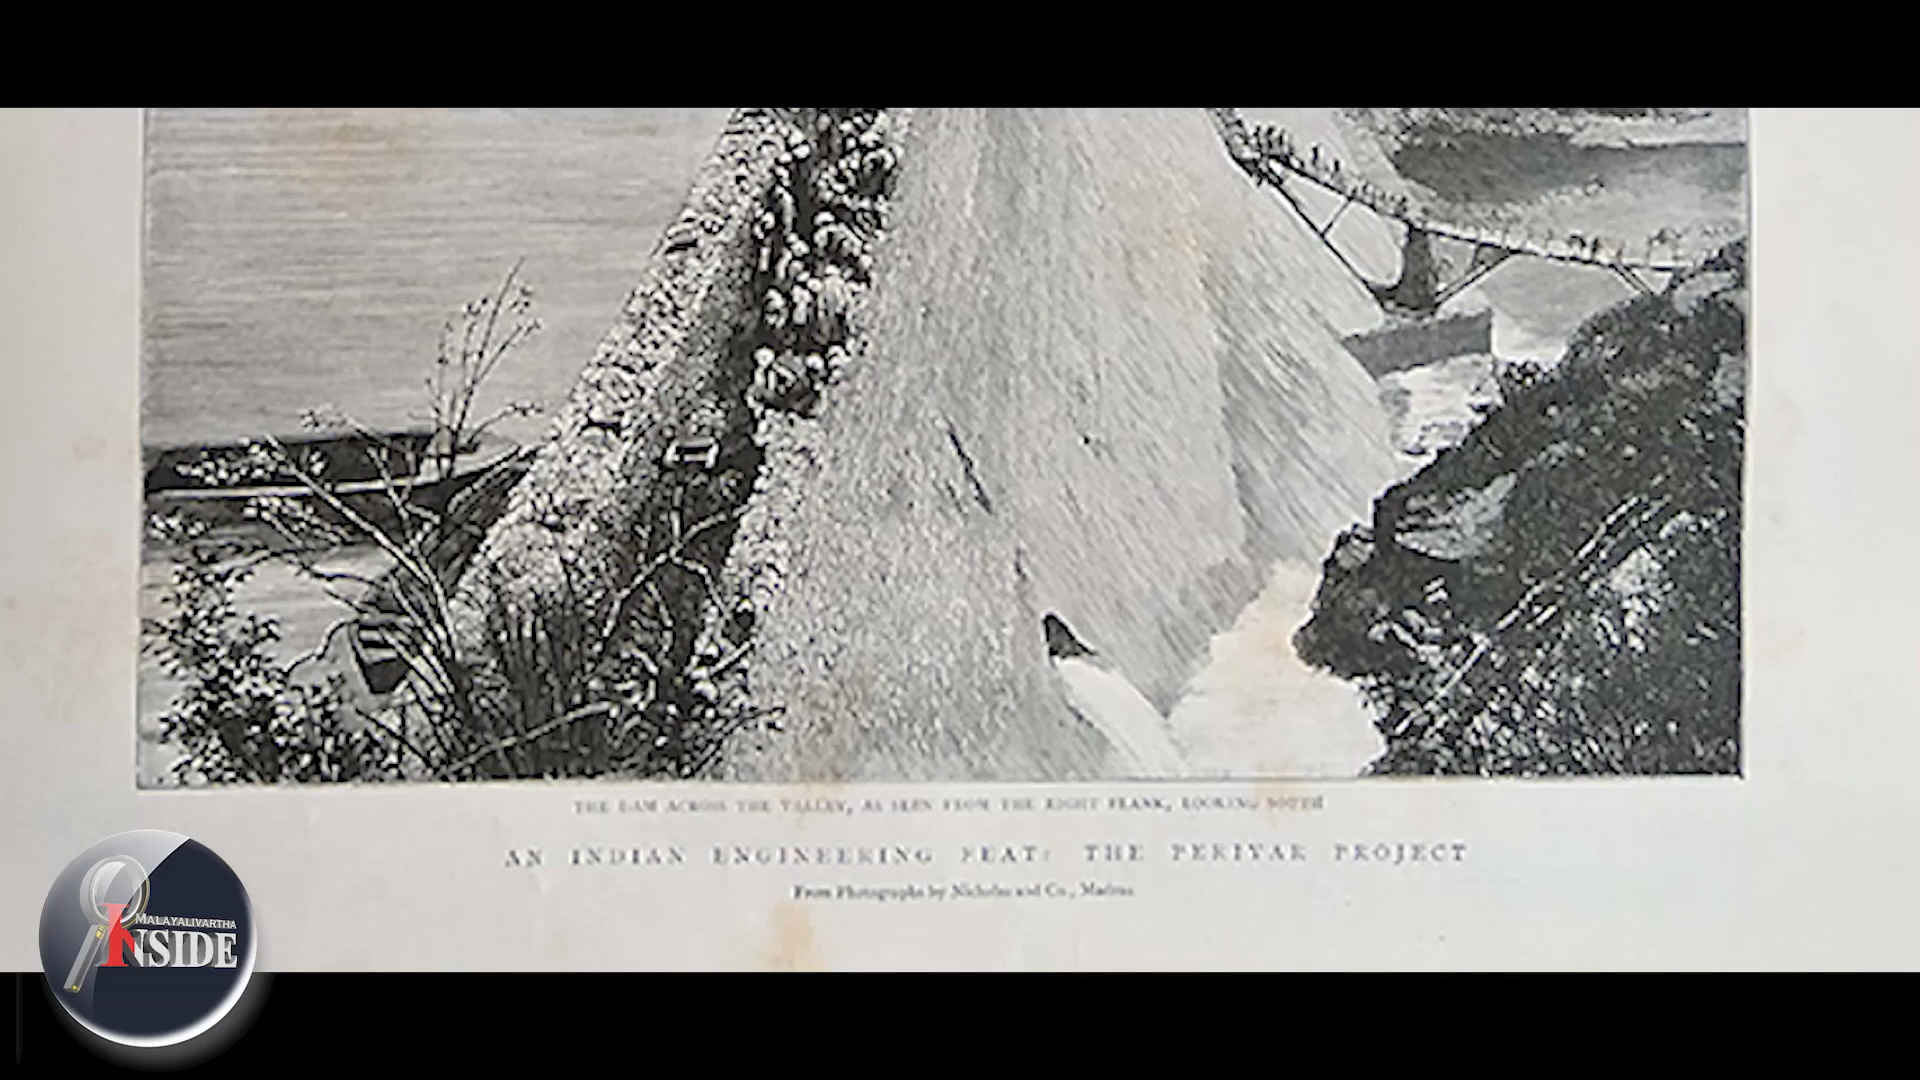 THE DAM ACROSS THE VALLEY, AS SEEN FROM THE RIGHT FLANK, LOOKING SOUTH
AN INDIAN ENGINEERING FEAT: THE PERIYAR PROJECT
From Photographs by Nicholas and Co., Madras
MALAYALIVARTHA
INSIDE